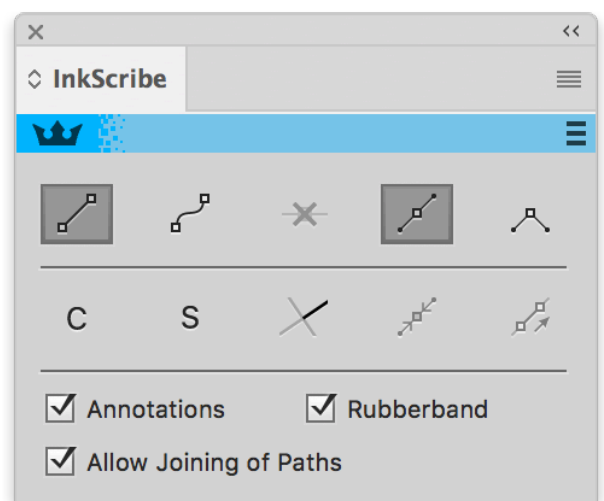 InkScribe
C S
Annotations Rubberband
Allow Joining of Paths